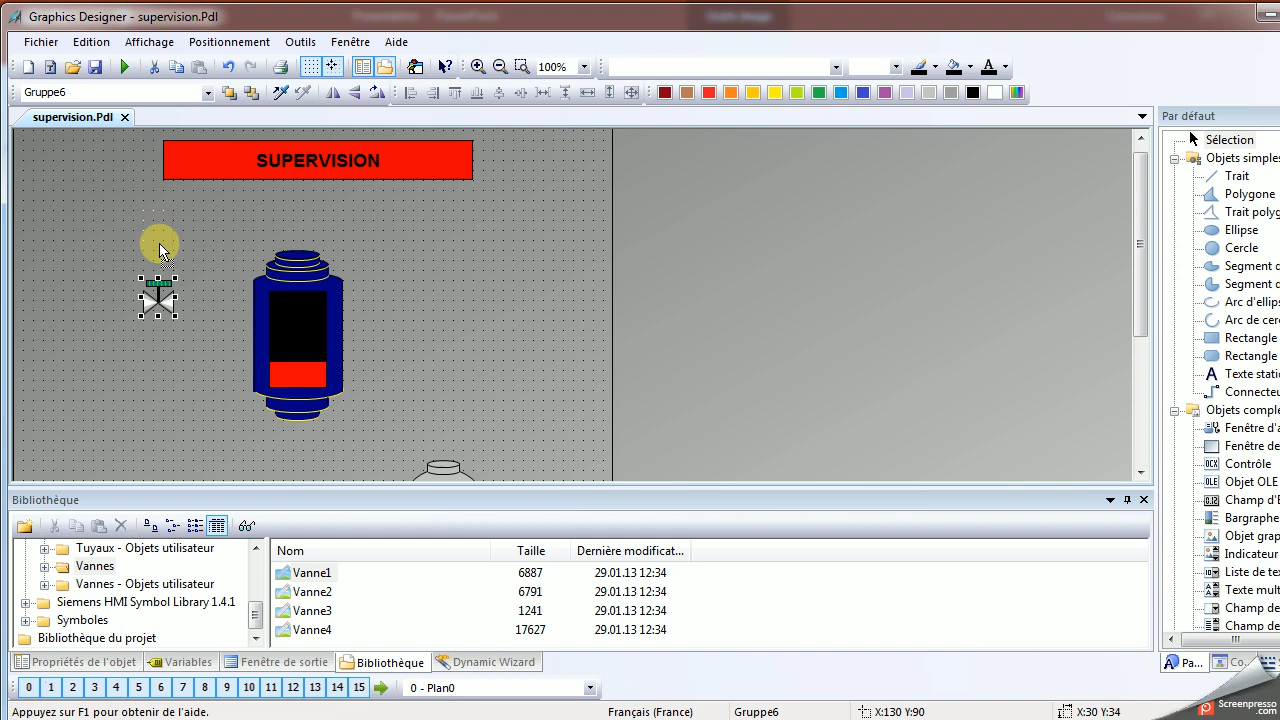 Graphics Designer - supervision.Pdl
Fichier Edition Affichage Positionnement Outils Fenêtre Aide
100%
Gruppe6
supervision.Pdl
Par défaut
SUPERVISION
Sélection
Objets simples
Trait
Polygone
Trait polyg
Ellipse
Cercle
Segment d
Segment d
Arc d'ellips
Arc de cerc
Rectangle
Rectangle
Texte stati
Connecteu
Objets comple
Fenêtre d'a
Fenêtre de
OCX Contrôle
OLE Objet OLE
0.12 Champ d'E
Bargraphe
Objet grap
Indicateur
Liste de tex
Texte mult
Champ de
Champ de
Bibliothèque
Nom Taille Dernière modificat...
Tuyaux - Objets utilisateur
Vannes
Vannes - Objets utilisateur
Siemens HMI Symbol Library 1.4.1
Symboles
Bibliothèque du projet
Vanne1 6887 29.01.13 12:34
Vanne2 6791 29.01.13 12:34
Vanne3 1241 29.01.13 12:34
Vanne4 17627 29.01.13 12:34
Propriétés de l'objet Variables Fenêtre de sortie Bibliothèque Dynamic Wizard
Pa... Co...
0 1 2 3 4 5 6 7 8 9 10 11 12 13 14 15 0 - Plan0
Appuyez sur F1 pour obtenir de l'aide. Français (France) Gruppe6 X:130 Y:90 X:30 Y:34
Screenpresso
.com